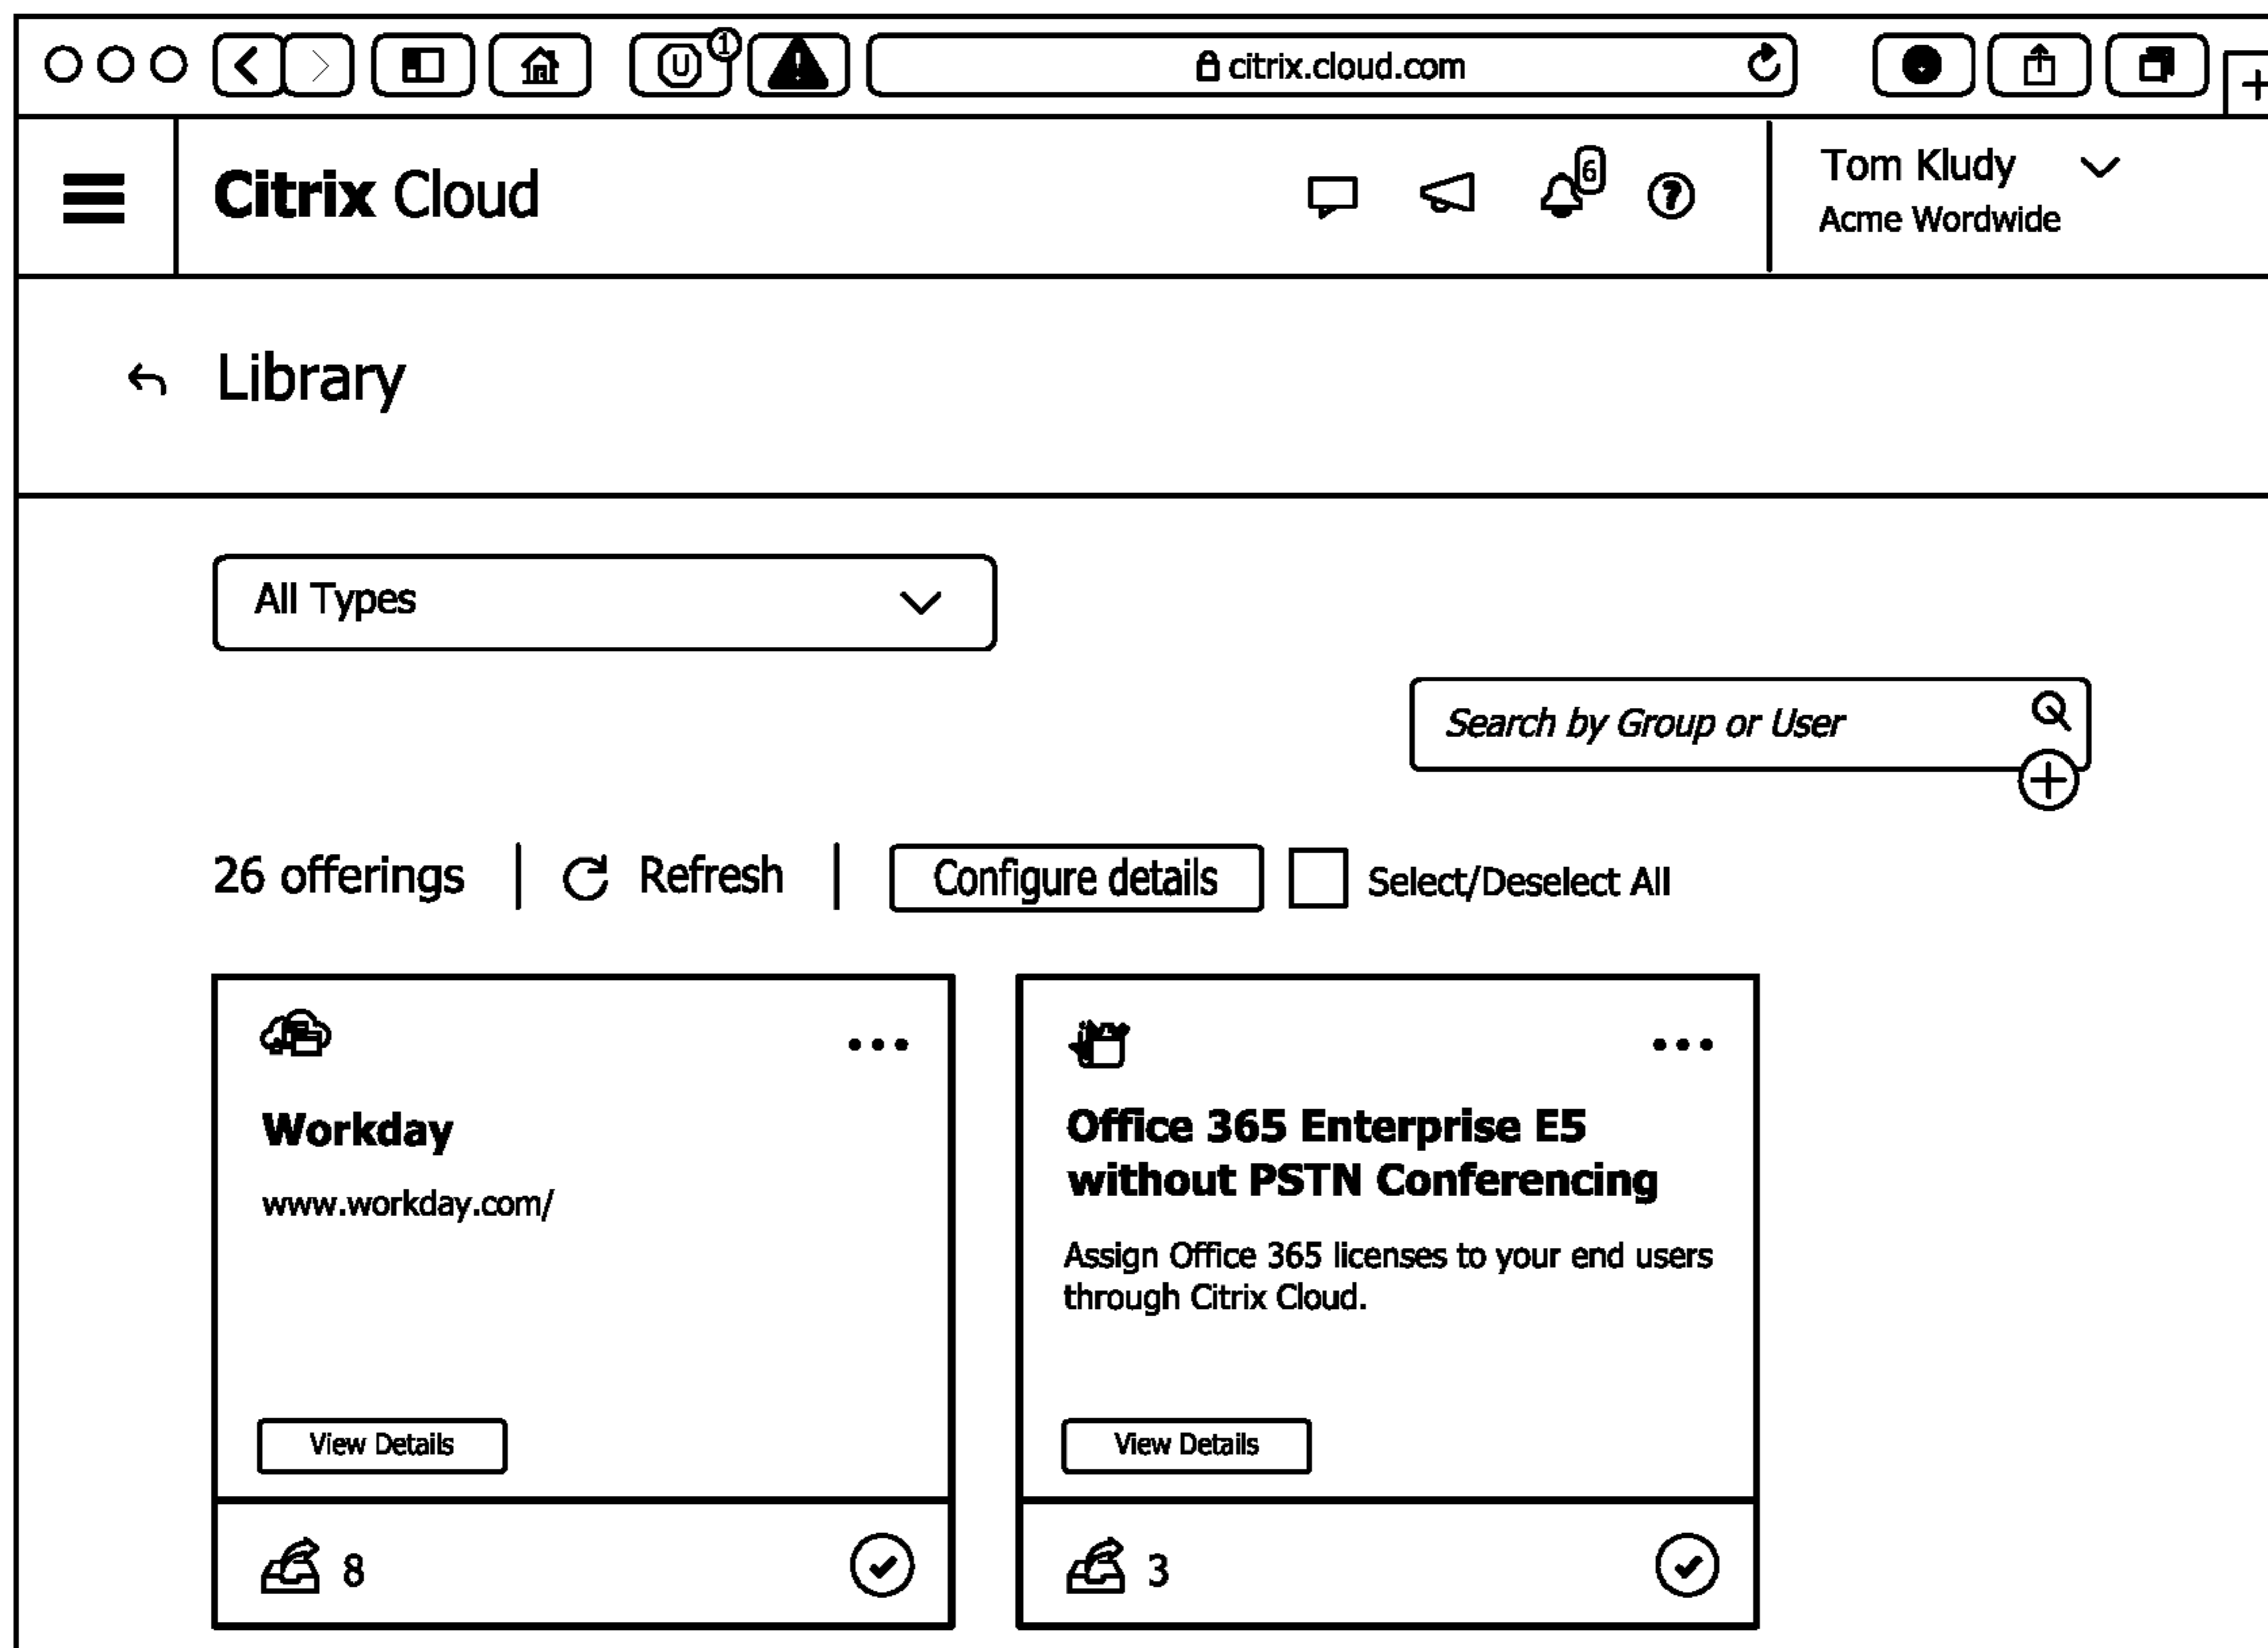 U 1
citrix.cloud.com
Citrix Cloud
6
?
Tom Kludy
Acme Wordwide
Library
All Types
Search by Group or User
26 offerings
Refresh
Configure details
Select/Deselect All
Workday
www.workday.com/
View Details
8
Office 365 Enterprise E5
without PSTN Conferencing
Assign Office 365 licenses to your end users
through Citrix Cloud.
View Details
3